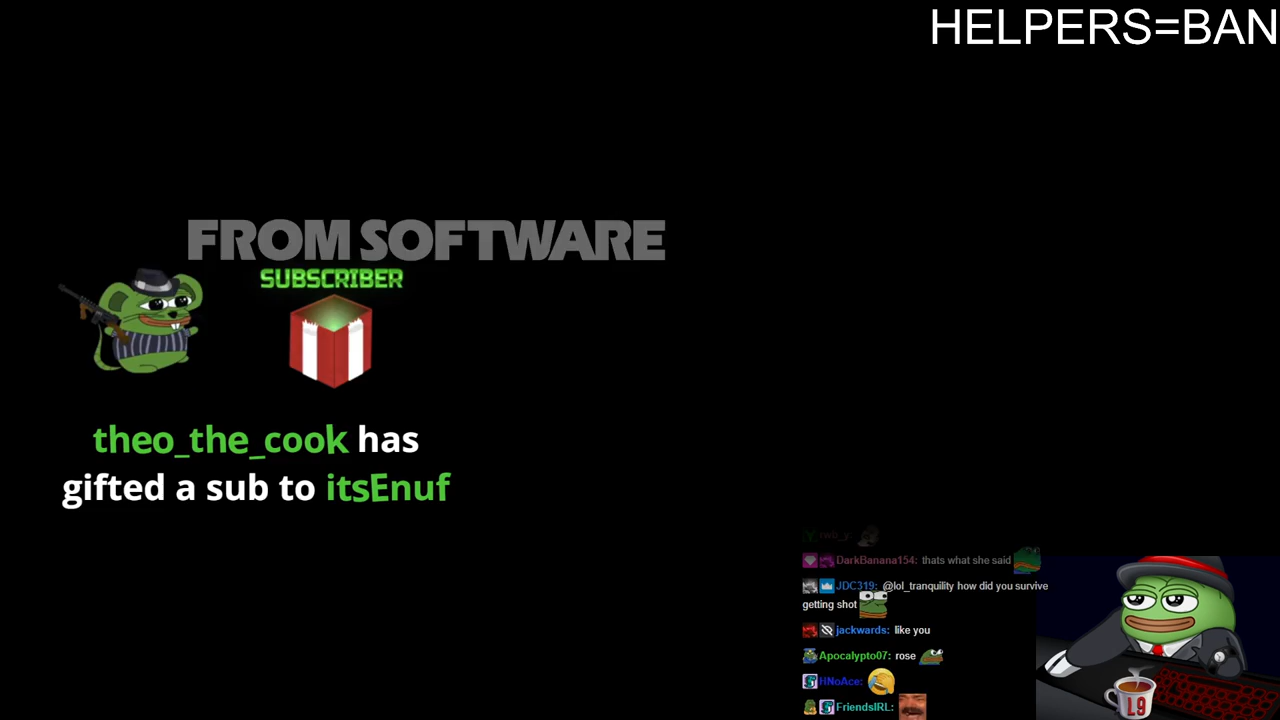 HELPERS=BAN
FROM SOFTWARE
SUBSCRIBER
theo_the_cook has
gifted a sub to itsEnuf
DarkBanana154: thats what she said
JDC319: @lol_tranquility how did you survive
getting shot
jackwards: like you
Apocalypto07: rose
HNoAce:
FriendsIRL:
L9